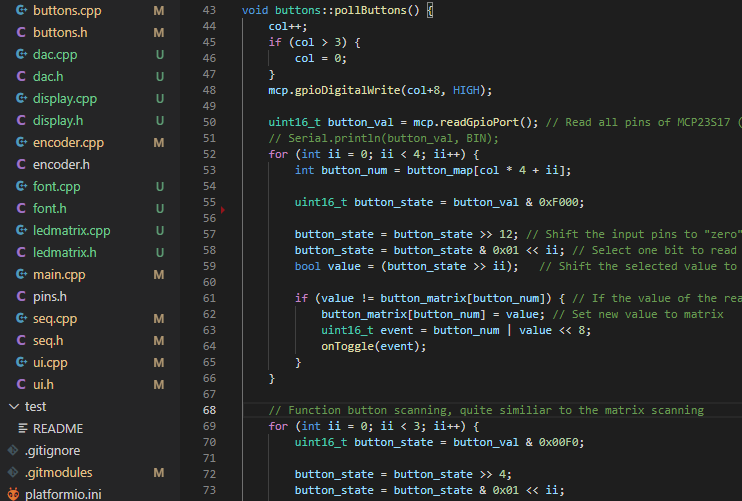 buttons.cpp M
buttons.h M
dac.cpp U
dac.h U
display.cpp U
display.h U
encoder.cpp M
encoder.h
font.cpp U
font.h U
ledmatrix.cpp U
ledmatrix.h U
main.cpp M
pins.h
seq.cpp M
seq.h M
ui.cpp M
ui.h M
test
README
.gitignore
.gitmodules M
platformio.ini
43 void buttons::pollButtons() {
44 col++;
45 if (col > 3) {
46 col = 0;
47 }
48 mcp.gpioDigitalWrite(col+8, HIGH);
49
50 uint16_t button_val = mcp.readGpioPort(); // Read all pins of MCP23S17 (
51 // Serial.println(button_val, BIN);
52 for (int ii = 0; ii < 4; ii++) {
53 int button_num = button_map[col * 4 + ii];
54
55 uint16_t button_state = button_val & 0xF000;
56
57 button_state = button_state >> 12; // Shift the input pins to "zero"
58 button_state = button_state & 0x01 << ii; // Select one bit to read
59 bool value = (button_state >> ii); // Shift the selected value to
60
61 if (value != button_matrix[button_num]) { // If the value of the rea
62 button_matrix[button_num] = value; // Set new value to matrix
63 uint16_t event = button_num | value << 8;
64 onToggle(event);
65 }
66 }
67
68 // Function button scanning, quite similiar to the matrix scanning
69 for (int ii = 0; ii < 3; ii++) {
70 uint16_t button_state = button_val & 0x00F0;
71
72 button_state = button_state >> 4;
73 button_state = button_state & 0x01 << ii;